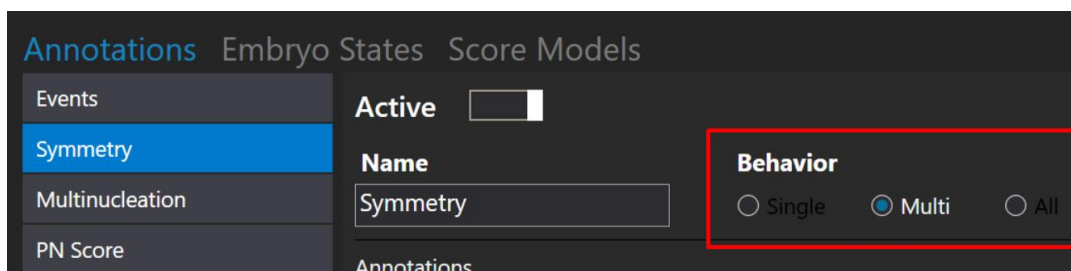 Annotations Embryo States Score Models
Events
Symmetry
Multinucleation
PN Score
Active
Name
Symmetry
Behavior
Single Multi All
Annotations